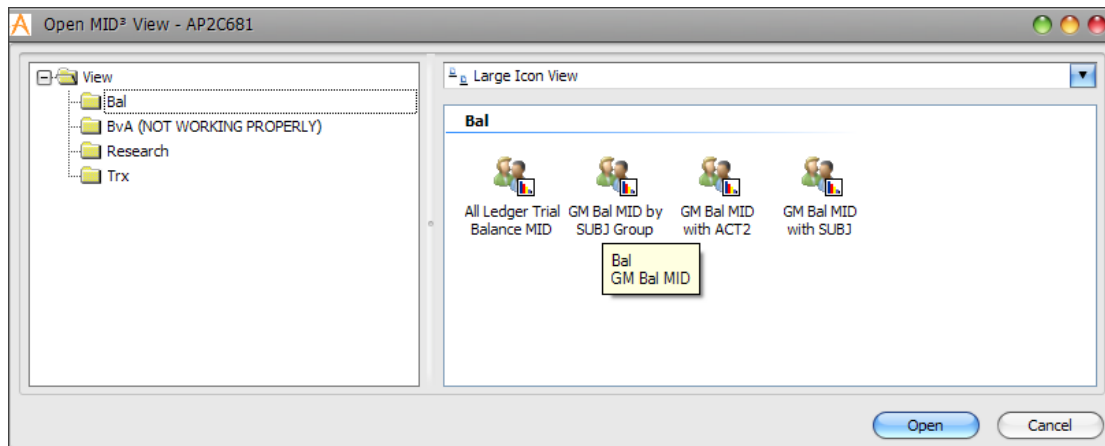 Open MID³ View - AP2C681
View
Bal
BvA (NOT WORKING PROPERLY)
Research
Trx
Large Icon View
Bal
All Ledger Trial
Balance MID
GM Bal MID by
SUBJ Group
GM Bal MID
with ACT2
GM Bal MID
with SUBJ
Bal
GM Bal MID
Open
Cancel